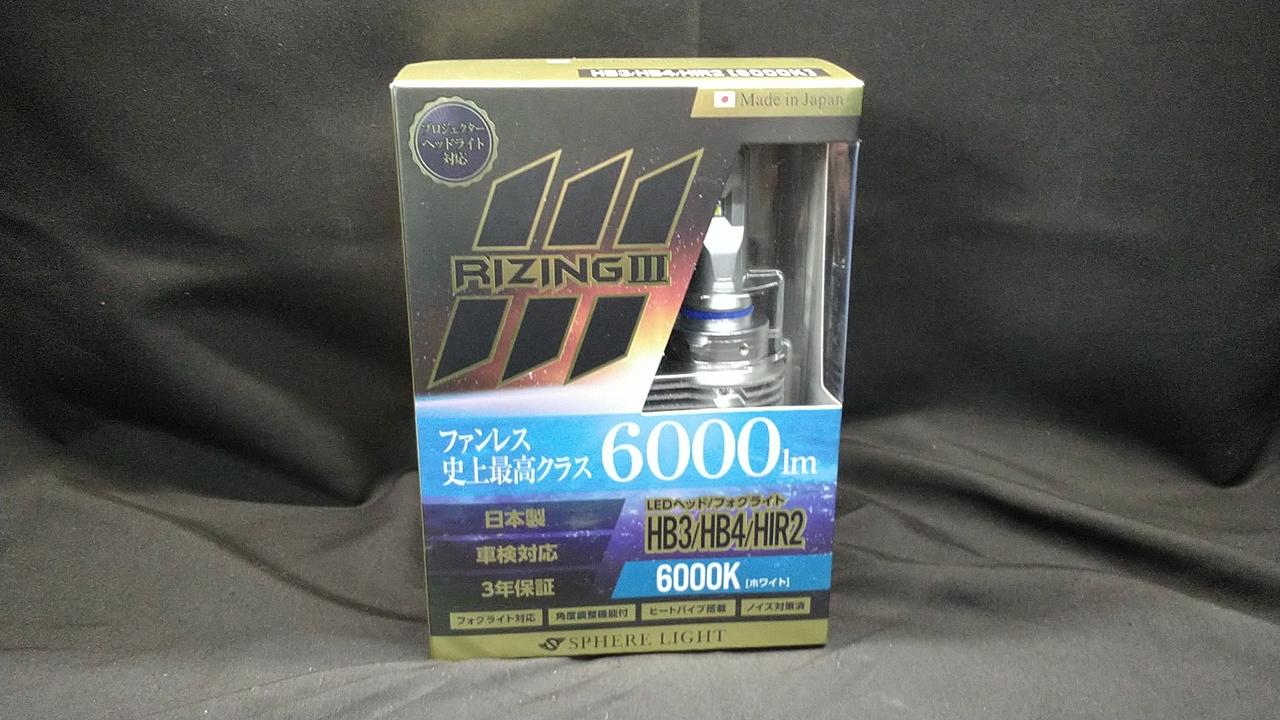 HB3/HB4/HIR2 [6000K]
Made in Japan
プロジェクター
ヘッドライト
対応
RIZING III
ファンレス
史上最高クラス
6000lm
日本製
車検対応
3年保証
LEDヘッド/フォグライト
HB3/HB4/HIR2
6000K [ホワイト]
フォグライト対応
角度調整機能付
ヒートパイプ搭載
ノイズ対策済
SPHERE LIGHT